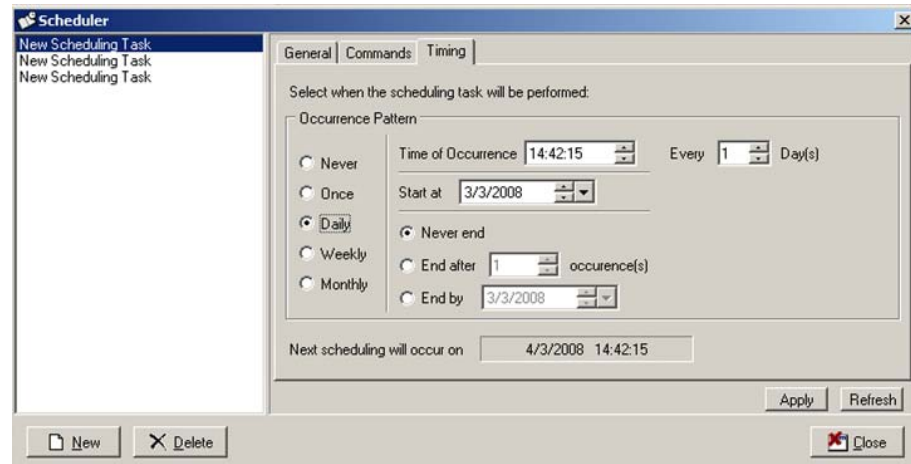 Scheduler
New Scheduling Task
New Scheduling Task
New Scheduling Task
General Commands Timing
Select when the scheduling task will be performed:
Occurrence Pattern
Never
Once
Daily
Weekly
Monthly
Time of Occurrence 14:42:15 Every 1 Day(s)
Start at 3/3/2008
Never end
End after 1 occurence(s)
End by 3/3/2008
Next scheduling will occur on 4/3/2008 14:42:15
Apply Refresh
New Delete Close